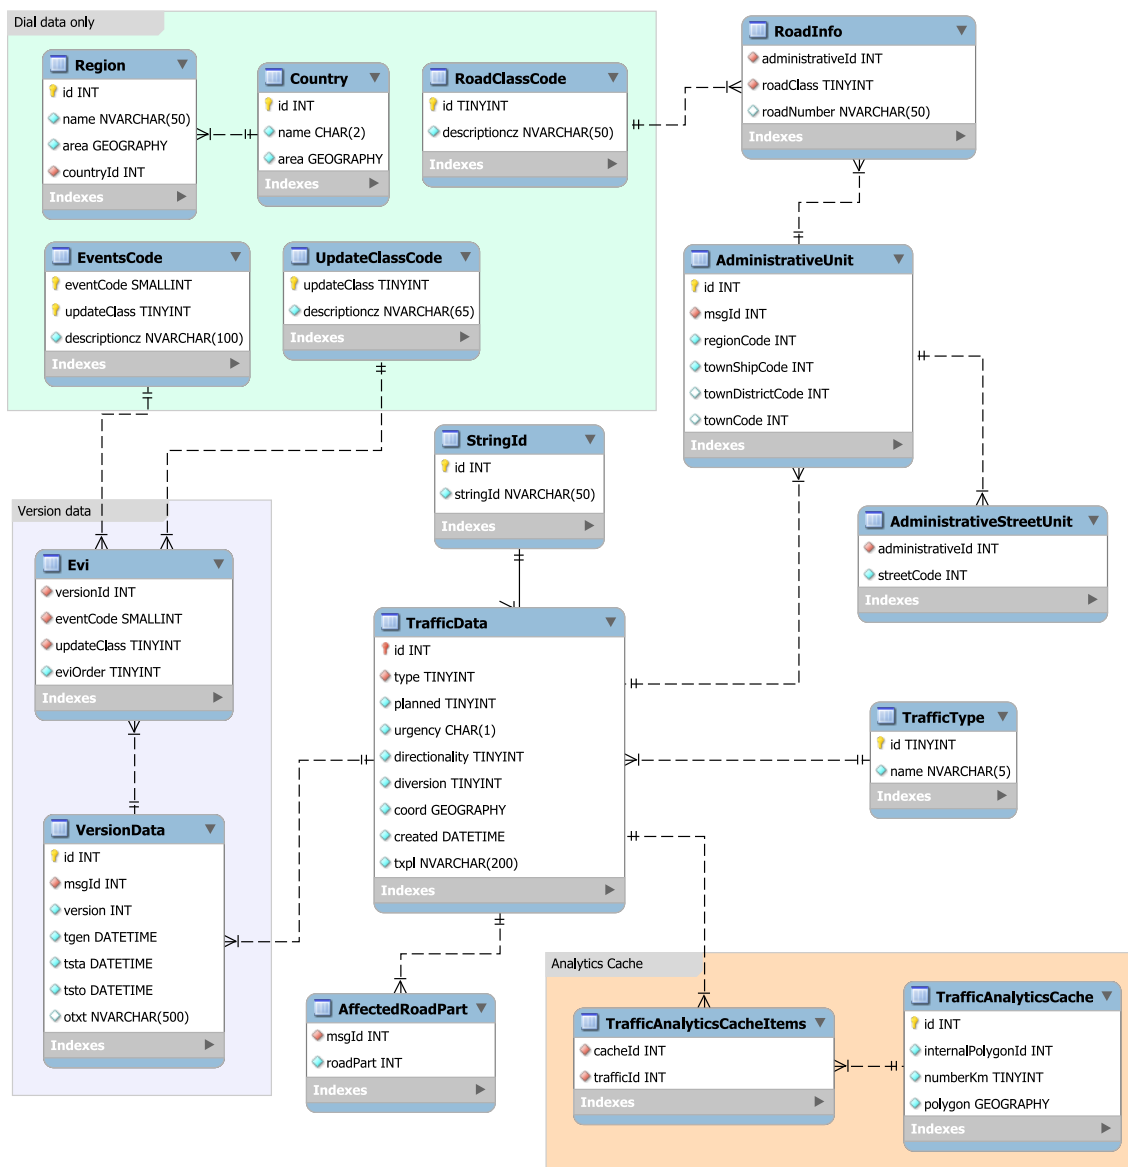 Dial data only
Region
id INT
name NVARCHAR(50)
area GEOGRAPHY
countryId INT
Indexes
Country
id INT
name CHAR(2)
area GEOGRAPHY
Indexes
RoadClassCode
id TINYINT
descriptioncz NVARCHAR(50)
Indexes
RoadInfo
administrativeId INT
roadClass TINYINT
roadNumber NVARCHAR(50)
Indexes
EventsCode
eventCode SMALLINT
updateClass TINYINT
descriptioncz NVARCHAR(100)
Indexes
UpdateClassCode
updateClass TINYINT
descriptioncz NVARCHAR(65)
Indexes
AdministrativeUnit
id INT
msgId INT
regionCode INT
townShipCode INT
townDistrictCode INT
townCode INT
Indexes
StringId
id INT
stringId NVARCHAR(50)
Indexes
AdministrativeStreetUnit
administrativeId INT
streetCode INT
Indexes
Version data
Evi
versionId INT
eventCode SMALLINT
updateClass TINYINT
eviOrder TINYINT
Indexes
TrafficData
id INT
type TINYINT
planned TINYINT
urgency CHAR(1)
directionality TINYINT
diversion TINYINT
coord GEOGRAPHY
created DATETIME
txpl NVARCHAR(200)
Indexes
TrafficType
id TINYINT
name NVARCHAR(5)
Indexes
VersionData
id INT
msgId INT
version INT
tgen DATETIME
tsta DATETIME
tsto DATETIME
otxt NVARCHAR(500)
Indexes
AffectedRoadPart
msgId INT
roadPart INT
Indexes
Analytics Cache
TrafficAnalyticsCacheItems
cacheId INT
trafficId INT
Indexes
TrafficAnalyticsCache
id INT
internalPolygonId INT
numberKm TINYINT
polygon GEOGRAPHY
Indexes